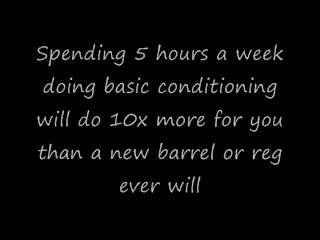 Spending 5 hours a week
doing basic conditioning
will do 10x more for you
than a new barrel or reg
ever will